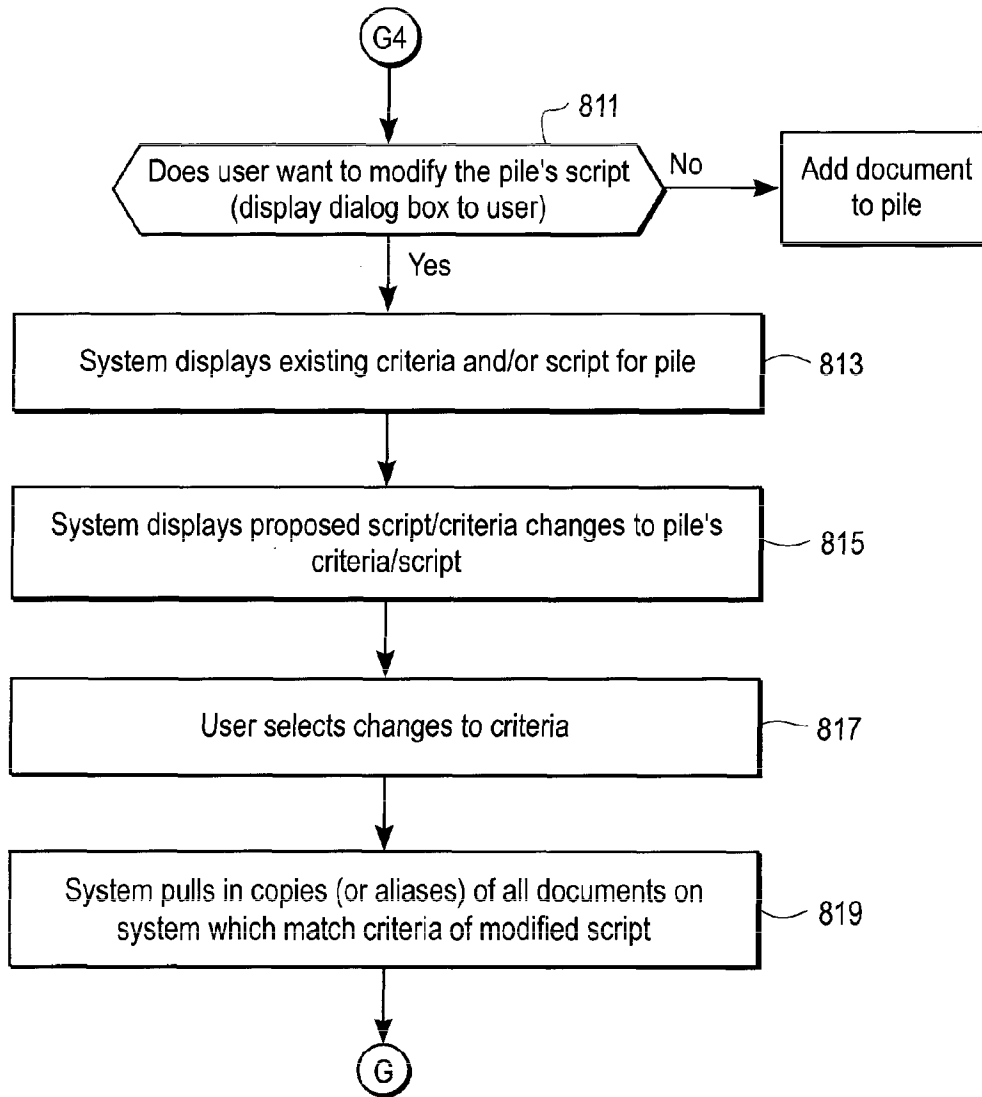 G4
811
Does user want to modify the pile's script
(display dialog box to user)
No
Add document
to pile
Yes
System displays existing criteria and/or script for pile
813
System displays proposed script/criteria changes to pile's
criteria/script
815
User selects changes to criteria
817
System pulls in copies (or aliases) of all documents on
system which match criteria of modified script
819
G